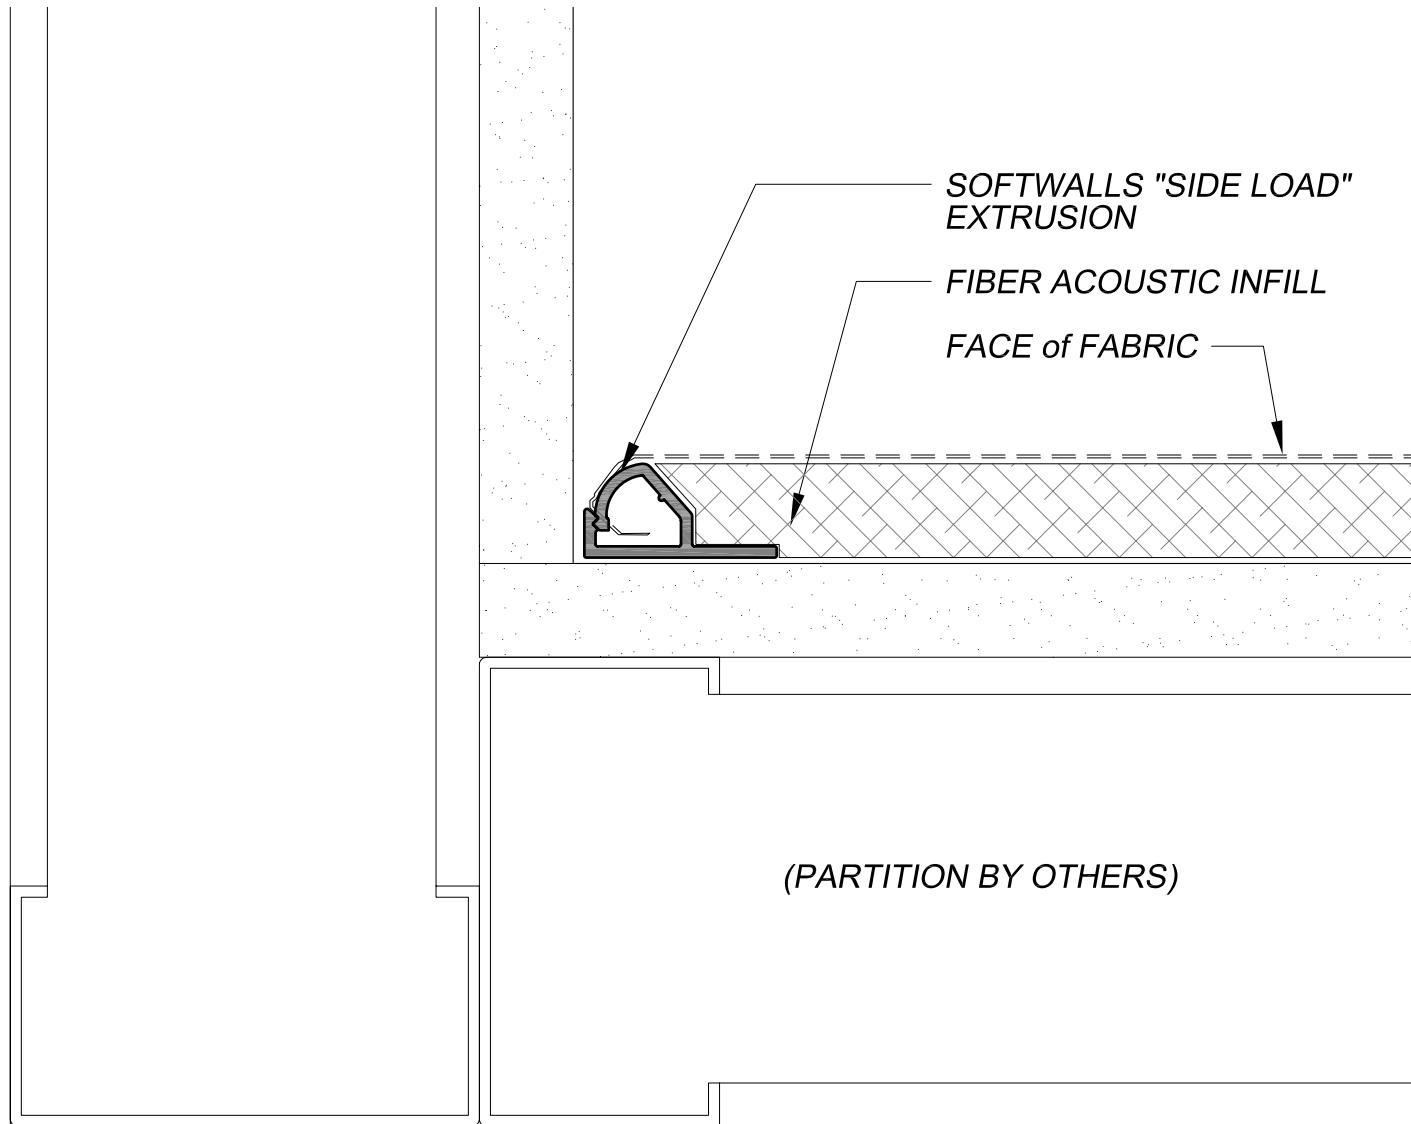 SOFTWALLS "SIDE LOAD"
EXTRUSION
FIBER ACOUSTIC INFILL
FACE of FABRIC
(PARTITION BY OTHERS)